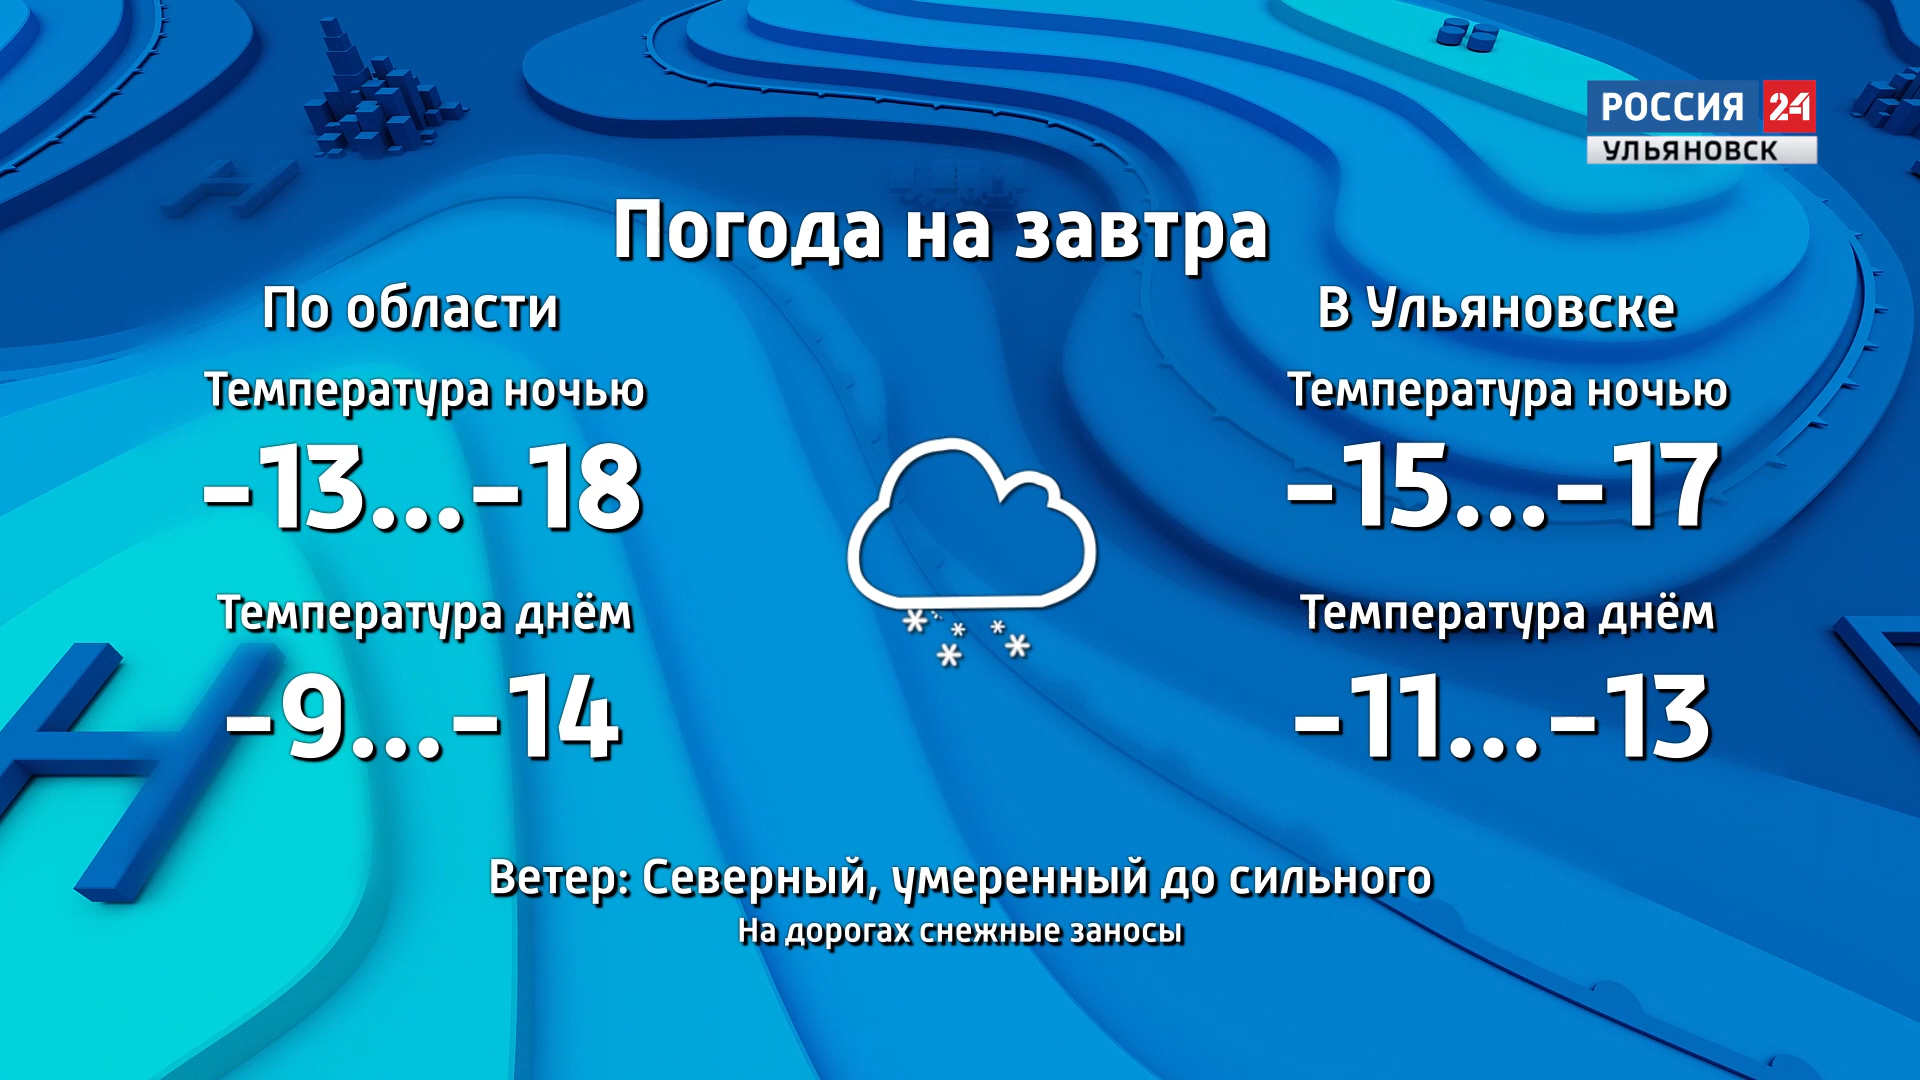 РОССИЯ 24
УЛЬЯНОВСК
Погода на завтра
По области
Температура ночью
-13...-18
Температура днём
-9...-14
В Ульяновске
Температура ночью
-15...-17
Температура днём
-11...-13
Ветер: Северный, умеренный до сильного
На дорогах снежные заносы